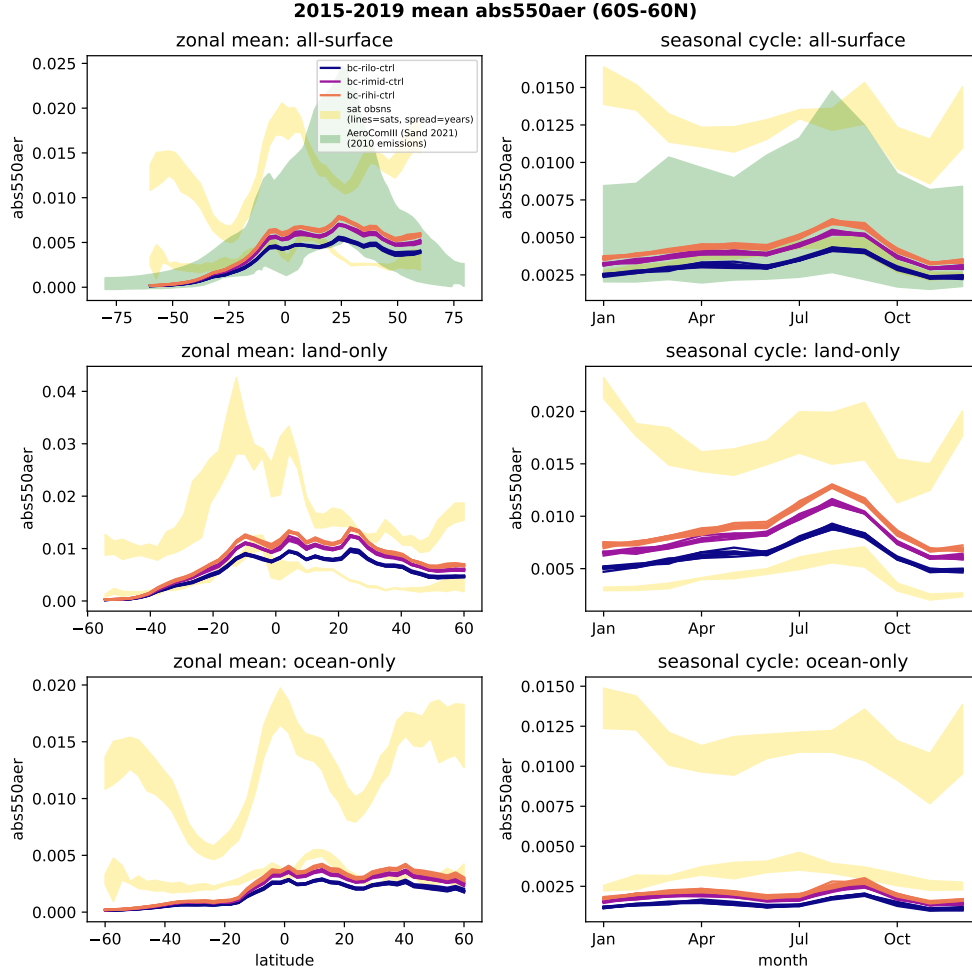 2015-2019 mean abs550aer (60S-60N)
zonal mean: all-surface
abs550aer
0.025
0.020
0.015
0.010
0.005
0.000
−75 −50 −25 0 25 50 75
bc-rilo-ctrl
bc-rimid-ctrl
bc-rihi-ctrl
sat obsns
(lines=sats, spread=years)
AeroComIII (Sand 2021)
(2010 emissions)
seasonal cycle: all-surface
abs550aer
0.0150
0.0125
0.0100
0.0075
0.0050
0.0025
Jan Apr Jul Oct
zonal mean: land-only
abs550aer
0.04
0.03
0.02
0.01
0.00
−60 −40 −20 0 20 40 60
seasonal cycle: land-only
abs550aer
0.020
0.015
0.010
0.005
Jan Apr Jul Oct
zonal mean: ocean-only
abs550aer
0.020
0.015
0.010
0.005
0.000
−60 −40 −20 0 20 40 60
latitude
seasonal cycle: ocean-only
abs550aer
0.0150
0.0125
0.0100
0.0075
0.0050
0.0025
Jan Apr Jul Oct
month